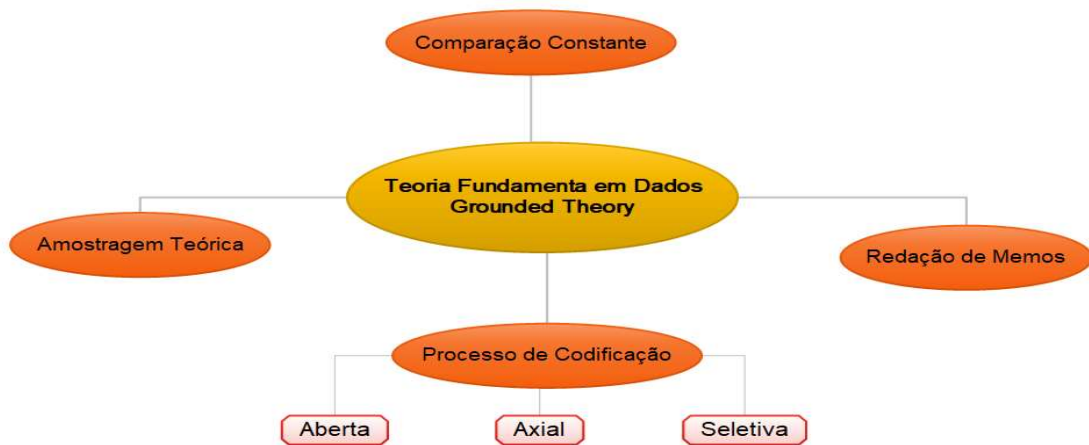 Comparação Constante
Teoria Fundamenta em Dados
Grounded Theory
Amostragem Teórica
Redação de Memos
Processo de Codificação
Aberta
Axial
Seletiva